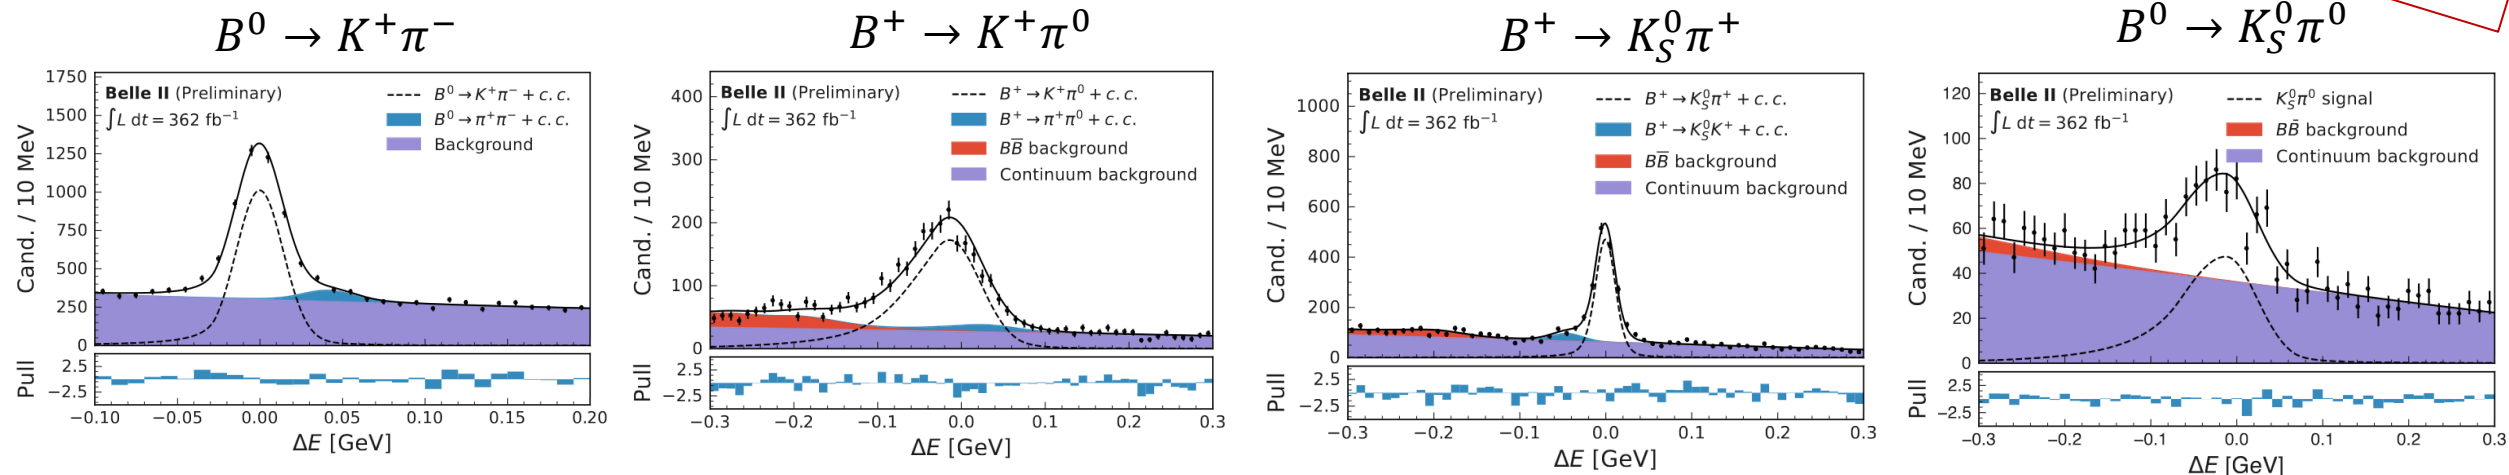 B⁰ → K⁺π⁻
1750
1500
1250
1000
750
500
250
0
Cand. / 10 MeV
Belle II (Preliminary)
∫L dt = 362 fb⁻¹
B⁰→K⁺π⁻ + c.c.
B⁰→π⁺π⁻ + c.c.
Background
2.5
−2.5
Pull
−0.10 −0.05 0.00 0.05 0.10 0.15 0.20
ΔE [GeV]
B⁺ → K⁺π⁰
400
300
200
100
0
Cand. / 10 MeV
Belle II (Preliminary)
∫L dt = 362 fb⁻¹
B⁺→K⁺π⁰ + c.c.
B⁺→π⁺π⁰ + c.c.
BB̅ background
Continuum background
2.5
−2.5
Pull
−0.3 −0.2 −0.1 0.0 0.1 0.2 0.3
ΔE [GeV]
B⁺ → K_S⁰π⁺
1000
800
600
400
200
0
Cand. / 10 MeV
Belle II (Preliminary)
∫L dt = 362 fb⁻¹
B⁺→K_S⁰π⁺ + c.c.
B⁺→K_S⁰K⁺ + c.c.
BB̅ background
Continuum background
2.5
−2.5
Pull
−0.3 −0.2 −0.1 0.0 0.1 0.2 0.3
ΔE [GeV]
B⁰ → K_S⁰π⁰
120
100
80
60
40
20
0
Cand. / 10 MeV
Belle II (Preliminary)
∫L dt = 362 fb⁻¹
K_S⁰π⁰ signal
BB̅ background
Continuum background
2.5
−2.5
Pull
−0.3 −0.2 −0.1 0.0 0.1 0.2 0.3
ΔE [GeV]